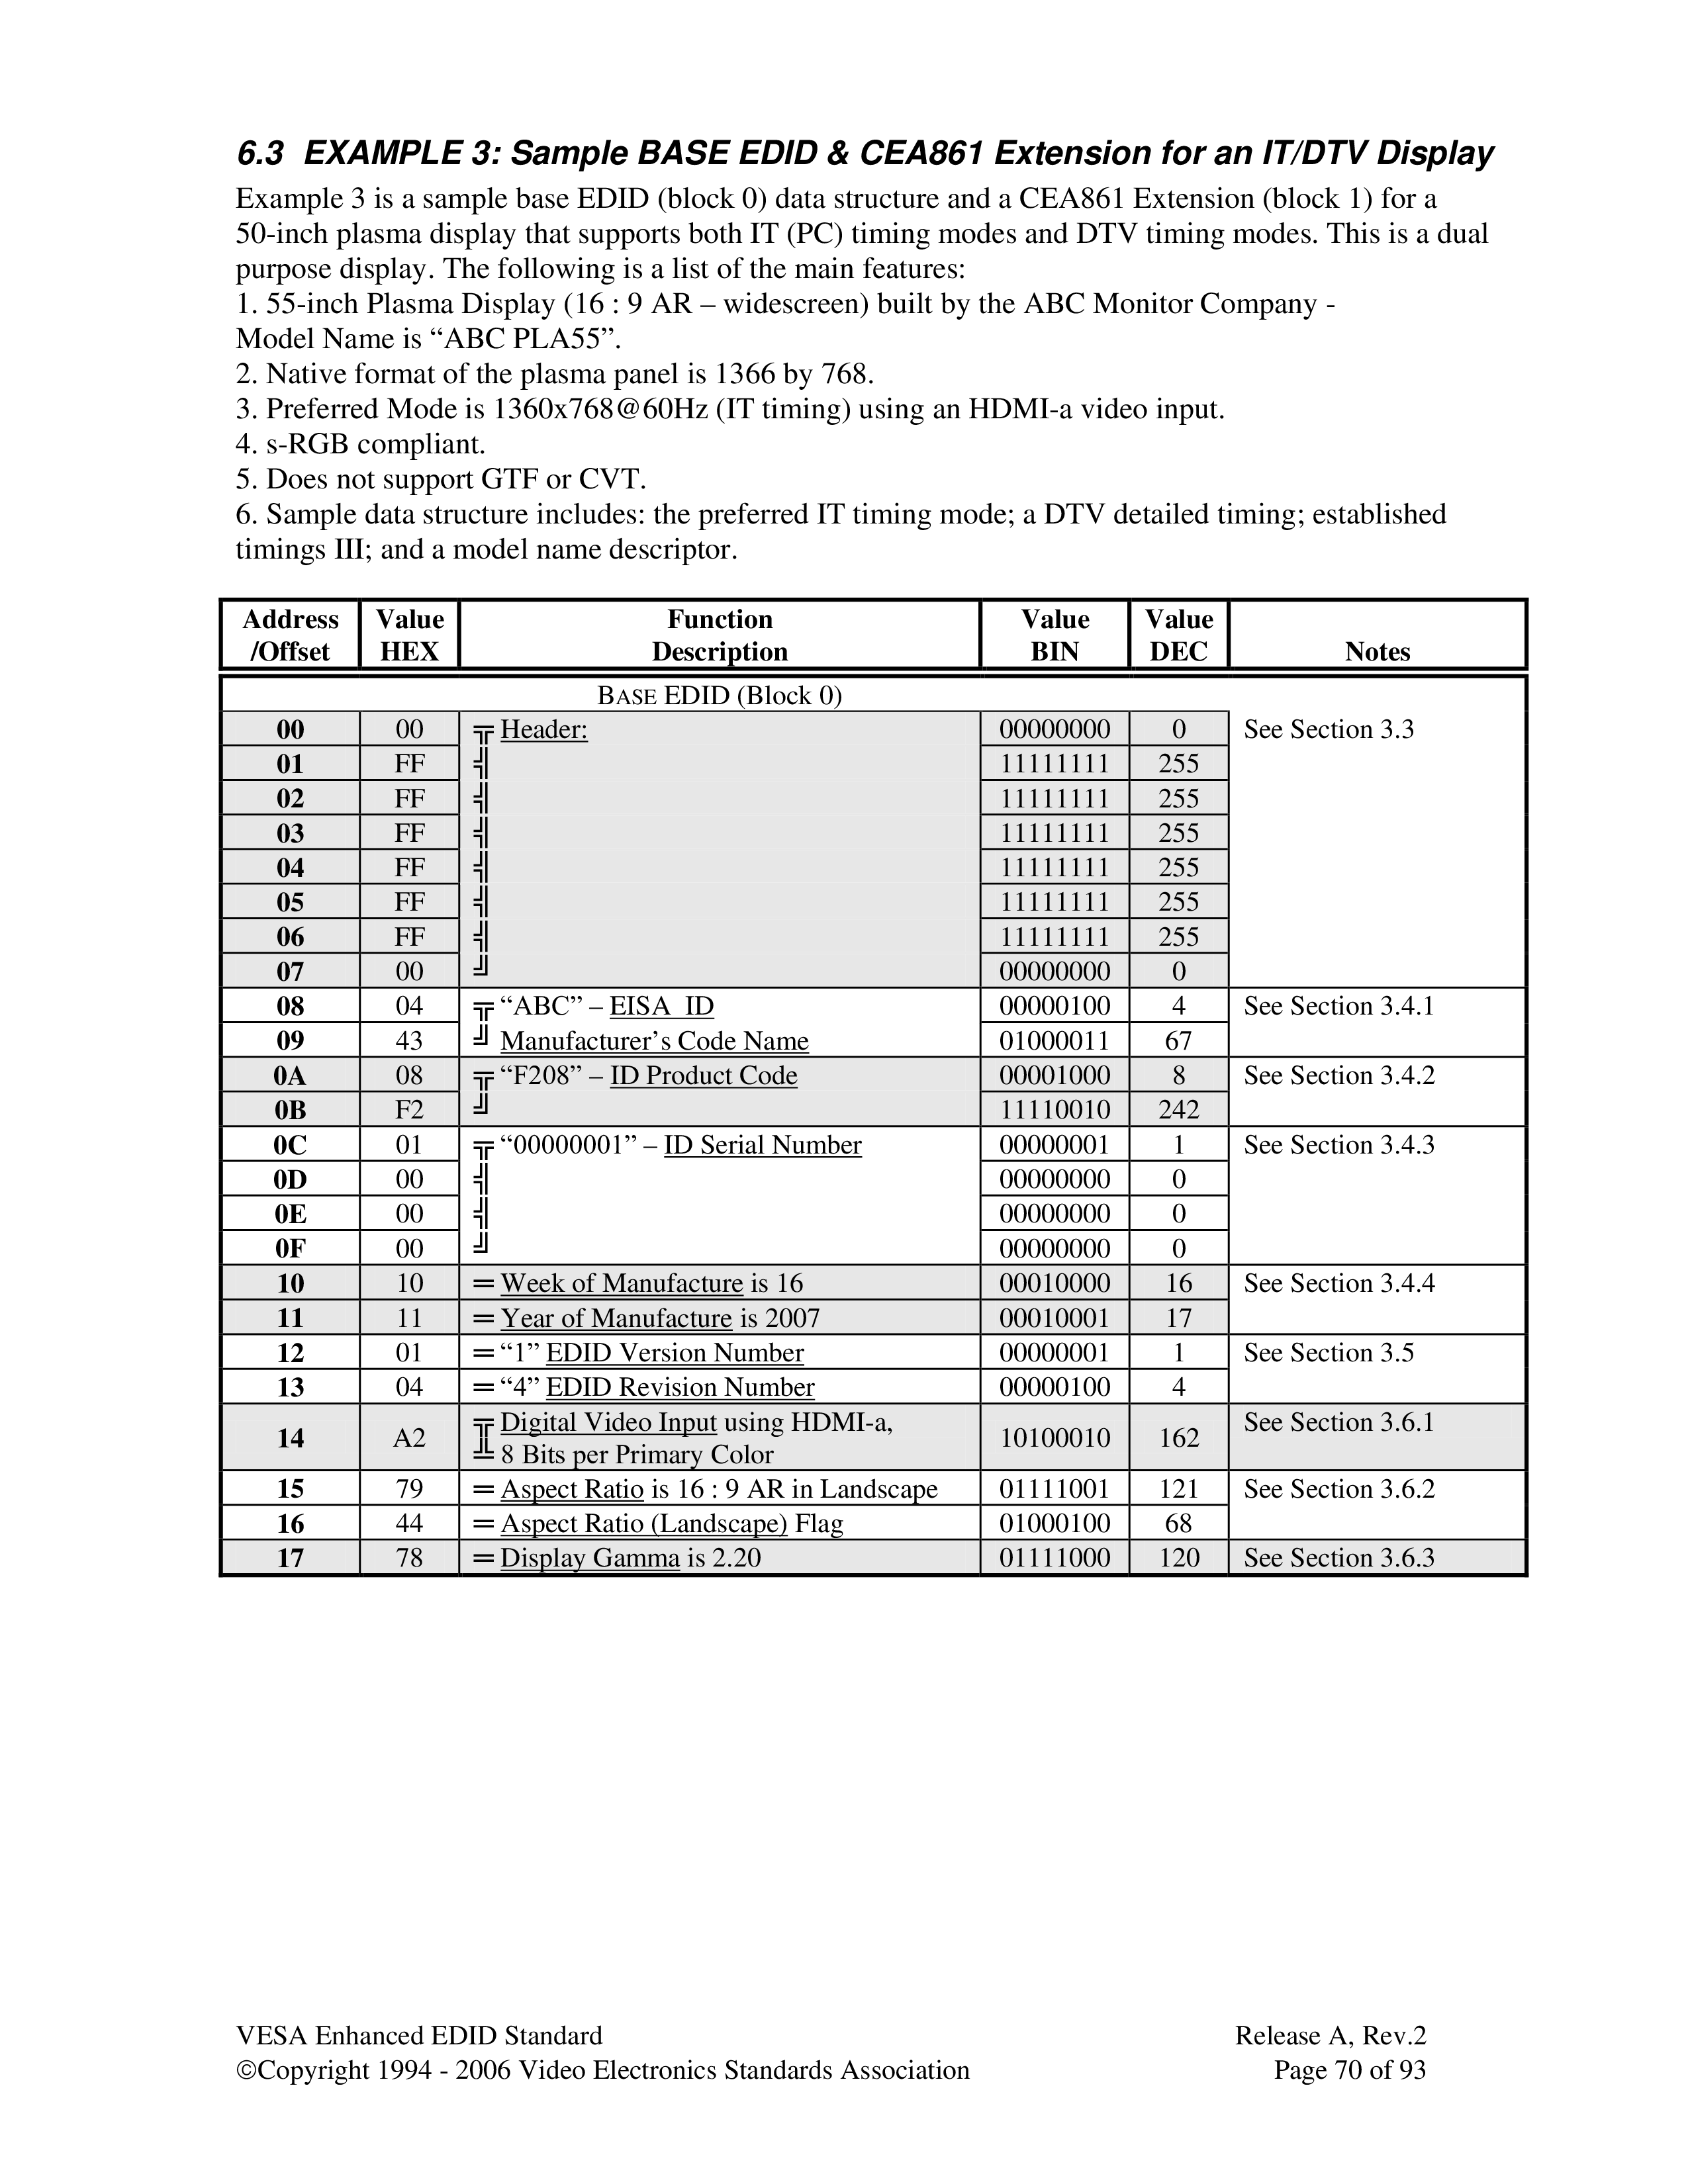 6.3 EXAMPLE 3: Sample BASE EDID & CEA861 Extension for an IT/DTV Display
Example 3 is a sample base EDID (block 0) data structure and a CEA861 Extension (block 1) for a
50-inch plasma display that supports both IT (PC) timing modes and DTV timing modes. This is a dual
purpose display. The following is a list of the main features:
1. 55-inch Plasma Display (16 : 9 AR – widescreen) built by the ABC Monitor Company -
Model Name is “ABC PLA55”.
2. Native format of the plasma panel is 1366 by 768.
3. Preferred Mode is 1360x768@60Hz (IT timing) using an HDMI-a video input.
4. s-RGB compliant.
5. Does not support GTF or CVT.
6. Sample data structure includes: the preferred IT timing mode; a DTV detailed timing; established
timings III; and a model name descriptor.
Address /Offset | Value HEX | Function Description | Value BIN | Value DEC | Notes
BASE EDID (Block 0)
00 | 00 | ╦ Header: | 00000000 | 0 | See Section 3.3
01 | FF | ╣ | 11111111 | 255
02 | FF | ╣ | 11111111 | 255
03 | FF | ╣ | 11111111 | 255
04 | FF | ╣ | 11111111 | 255
05 | FF | ╣ | 11111111 | 255
06 | FF | ╣ | 11111111 | 255
07 | 00 | ╝ | 00000000 | 0
08 | 04 | ╦ “ABC” – EISA ID | 00000100 | 4 | See Section 3.4.1
09 | 43 | ╝ Manufacturer’s Code Name | 01000011 | 67
0A | 08 | ╦ “F208” – ID Product Code | 00001000 | 8 | See Section 3.4.2
0B | F2 | ╝ | 11110010 | 242
0C | 01 | ╦ “00000001” – ID Serial Number | 00000001 | 1 | See Section 3.4.3
0D | 00 | ╣ | 00000000 | 0
0E | 00 | ╣ | 00000000 | 0
0F | 00 | ╝ | 00000000 | 0
10 | 10 | = Week of Manufacture is 16 | 00010000 | 16 | See Section 3.4.4
11 | 11 | = Year of Manufacture is 2007 | 00010001 | 17
12 | 01 | = “1” EDID Version Number | 00000001 | 1 | See Section 3.5
13 | 04 | = “4” EDID Revision Number | 00000100 | 4
14 | A2 | ╦ Digital Video Input using HDMI-a, ╩ 8 Bits per Primary Color | 10100010 | 162 | See Section 3.6.1
15 | 79 | = Aspect Ratio is 16 : 9 AR in Landscape | 01111001 | 121 | See Section 3.6.2
16 | 44 | = Aspect Ratio (Landscape) Flag | 01000100 | 68
17 | 78 | = Display Gamma is 2.20 | 01111000 | 120 | See Section 3.6.3
VESA Enhanced EDID Standard Release A, Rev.2
©Copyright 1994 - 2006 Video Electronics Standards Association Page 70 of 93